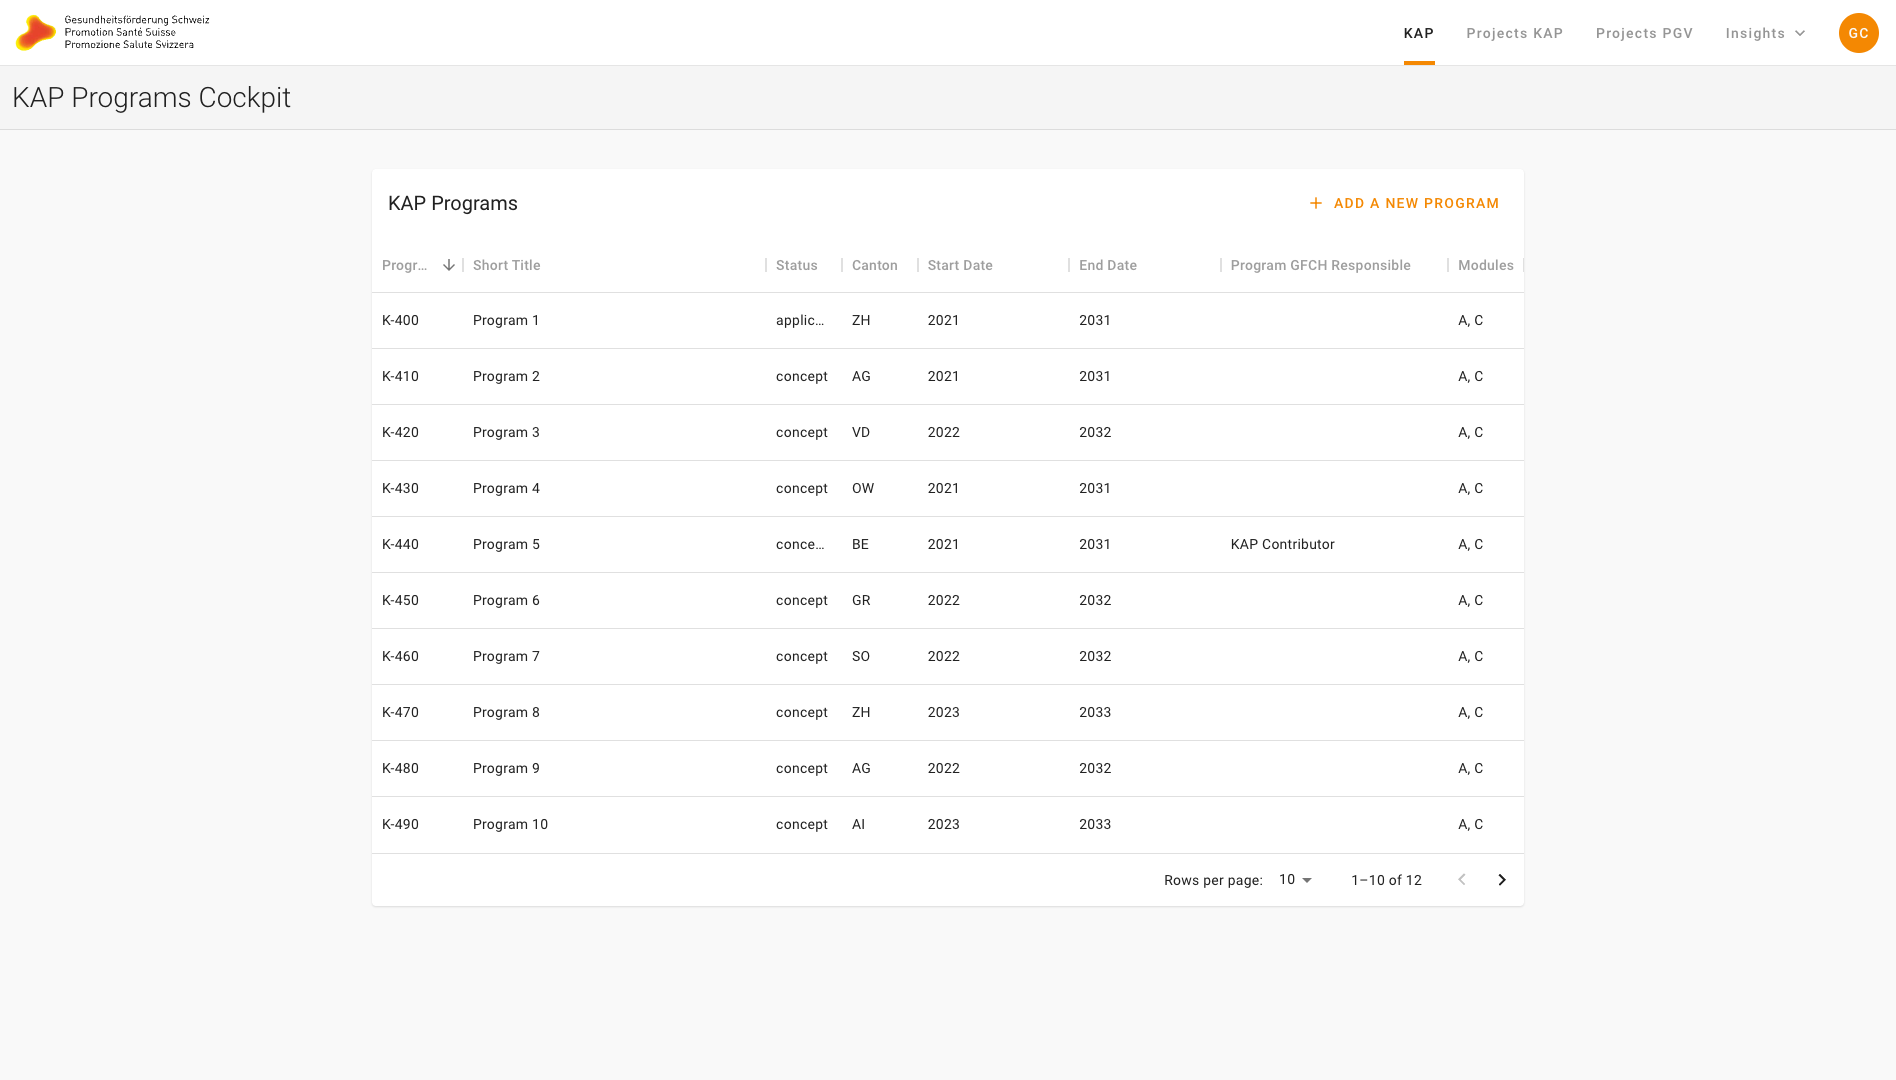 Gesundheitsförderung Schweiz
Promotion Santé Suisse
Promozione Salute Svizzera
KAP Projects KAP Projects PGV Insights GC
KAP Programs Cockpit
KAP Programs + ADD A NEW PROGRAM
Progr... Short Title Status Canton Start Date End Date Program GFCH Responsible Modules
K-400 Program 1 applic... ZH 2021 2031 A, C
K-410 Program 2 concept AG 2021 2031 A, C
K-420 Program 3 concept VD 2022 2032 A, C
K-430 Program 4 concept OW 2021 2031 A, C
K-440 Program 5 conce... BE 2021 2031 KAP Contributor A, C
K-450 Program 6 concept GR 2022 2032 A, C
K-460 Program 7 concept SO 2022 2032 A, C
K-470 Program 8 concept ZH 2023 2033 A, C
K-480 Program 9 concept AG 2022 2032 A, C
K-490 Program 10 concept AI 2023 2033 A, C
Rows per page: 10 1–10 of 12